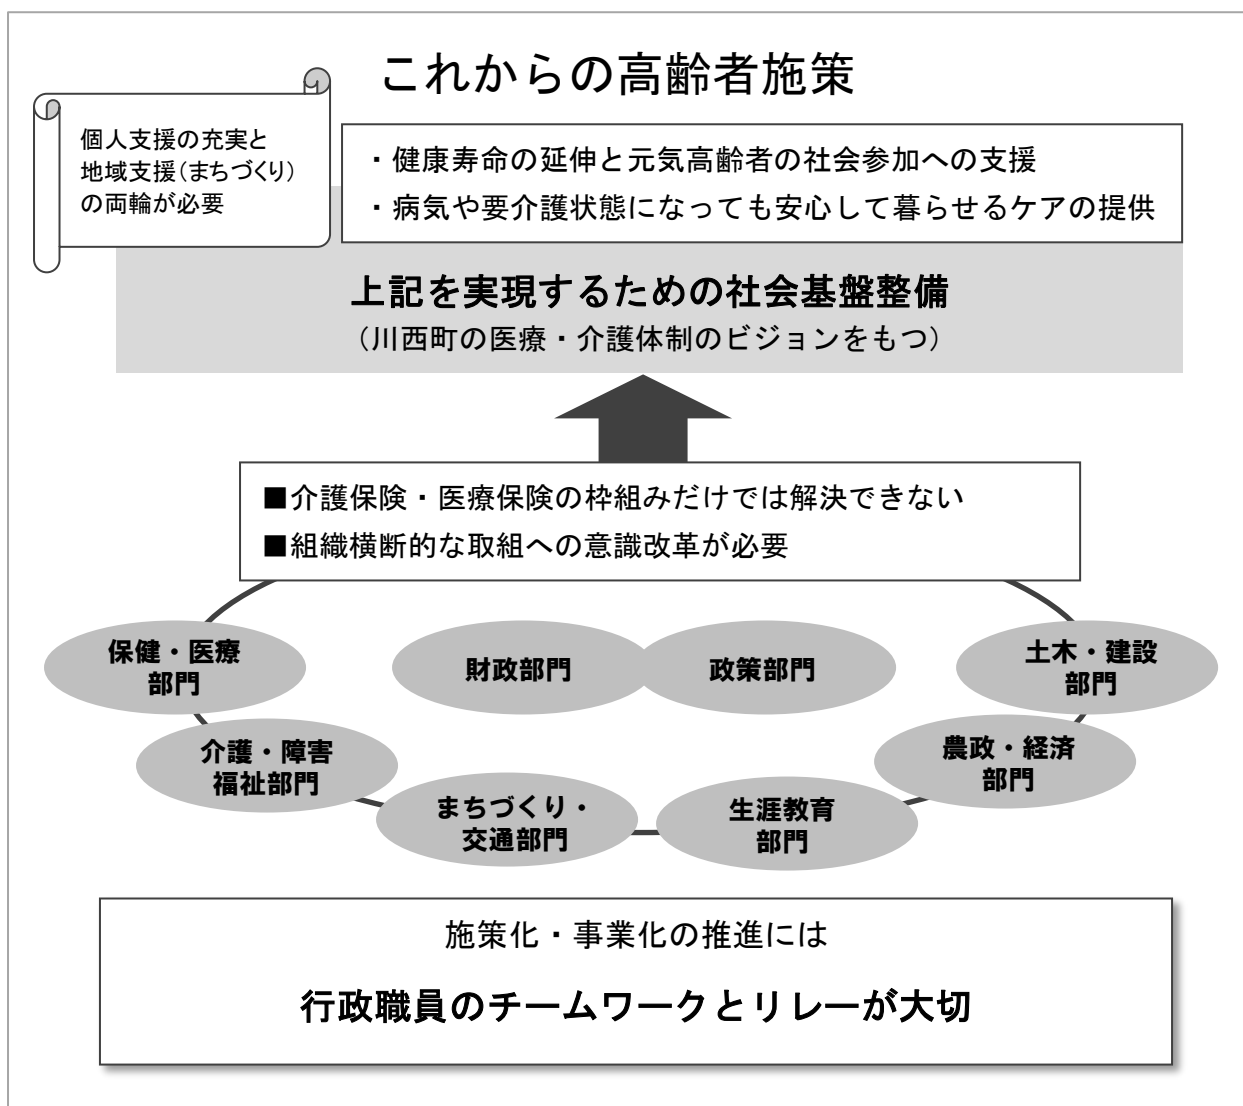 これからの高齢者施策
個人支援の充実と
地域支援(まちづくり)
の両輪が必要
・健康寿命の延伸と元気高齢者の社会参加への支援
・病気や要介護状態になっても安心して暮らせるケアの提供
上記を実現するための社会基盤整備
(川西町の医療・介護体制のビジョンをもつ)
■介護保険・医療保険の枠組みだけでは解決できない
■組織横断的な取組への意識改革が必要
保健・医療
部門
財政部門
政策部門
土木・建設
部門
介護・障害
福祉部門
農政・経済
部門
まちづくり・
交通部門
生涯教育
部門
施策化・事業化の推進には
行政職員のチームワークとリレーが大切